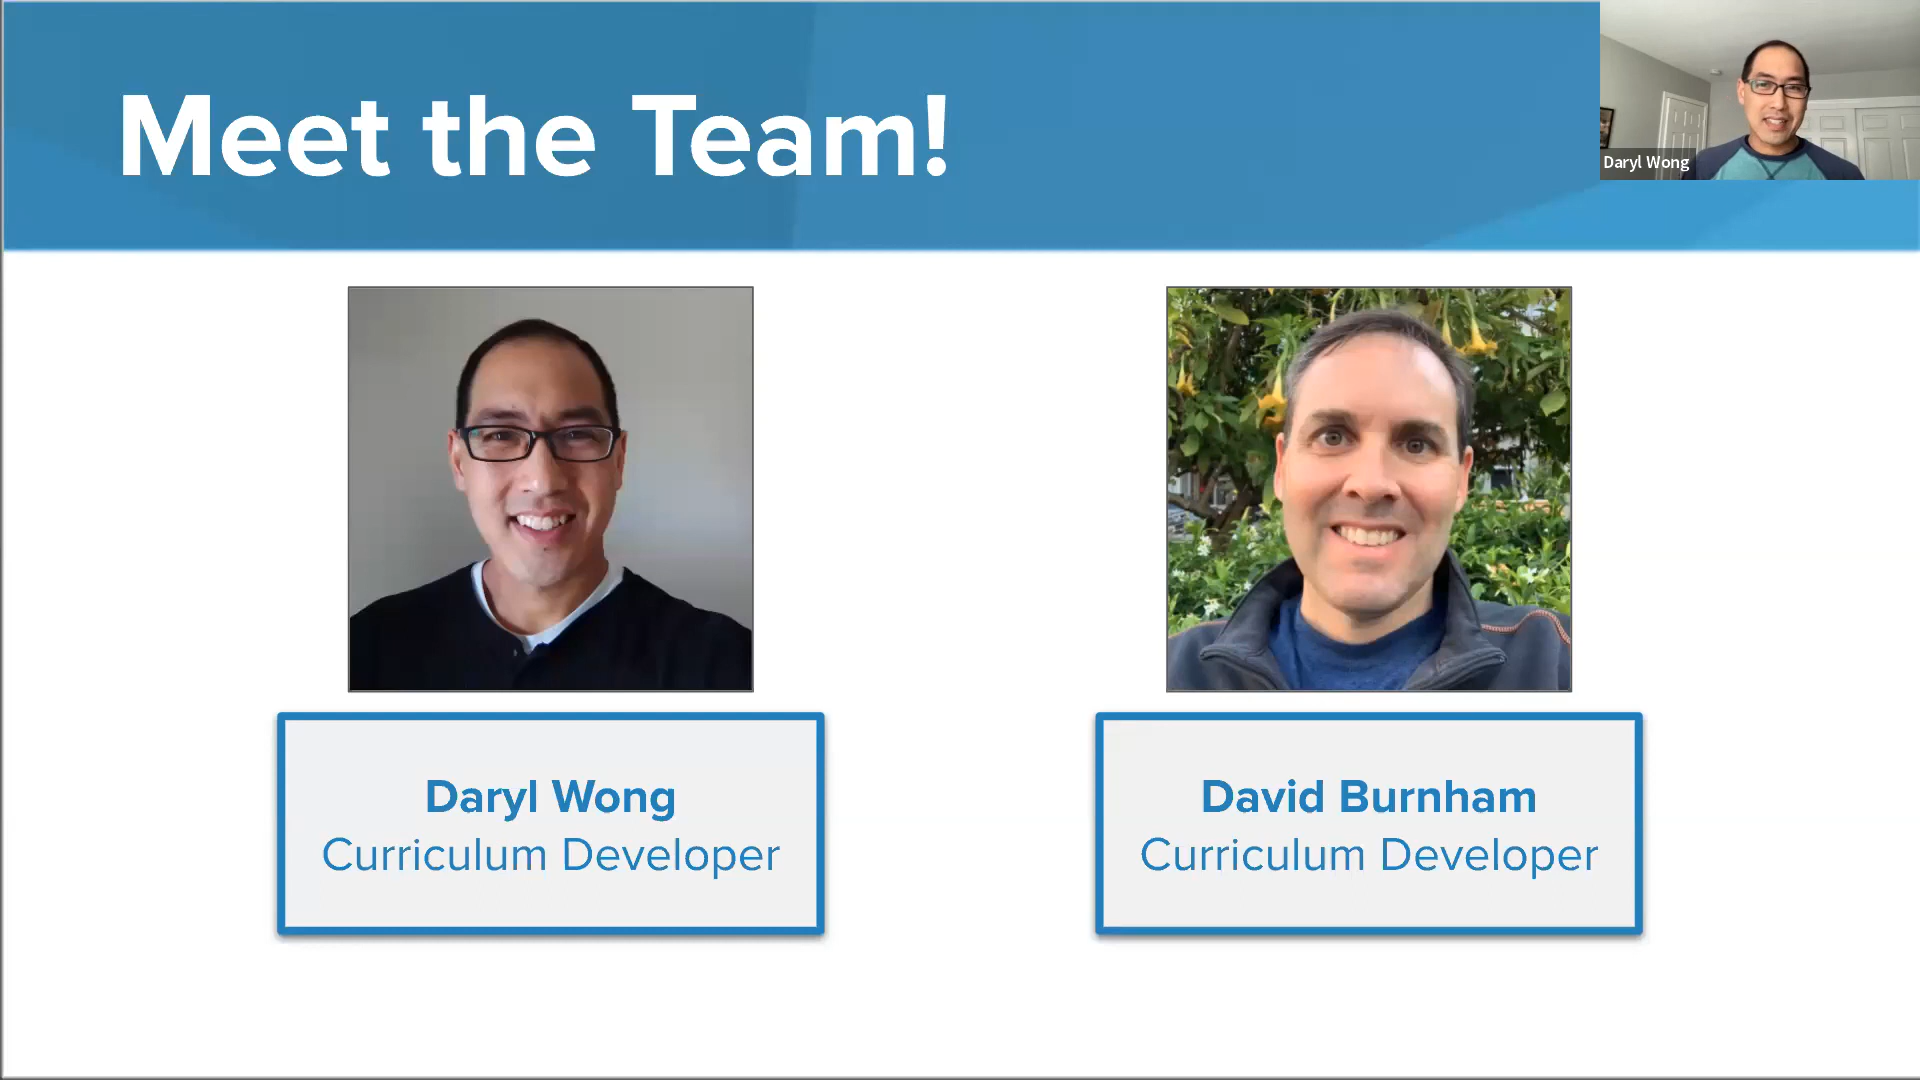 Meet the Team!
Daryl Wong
Daryl Wong
Curriculum Developer
David Burnham
Curriculum Developer